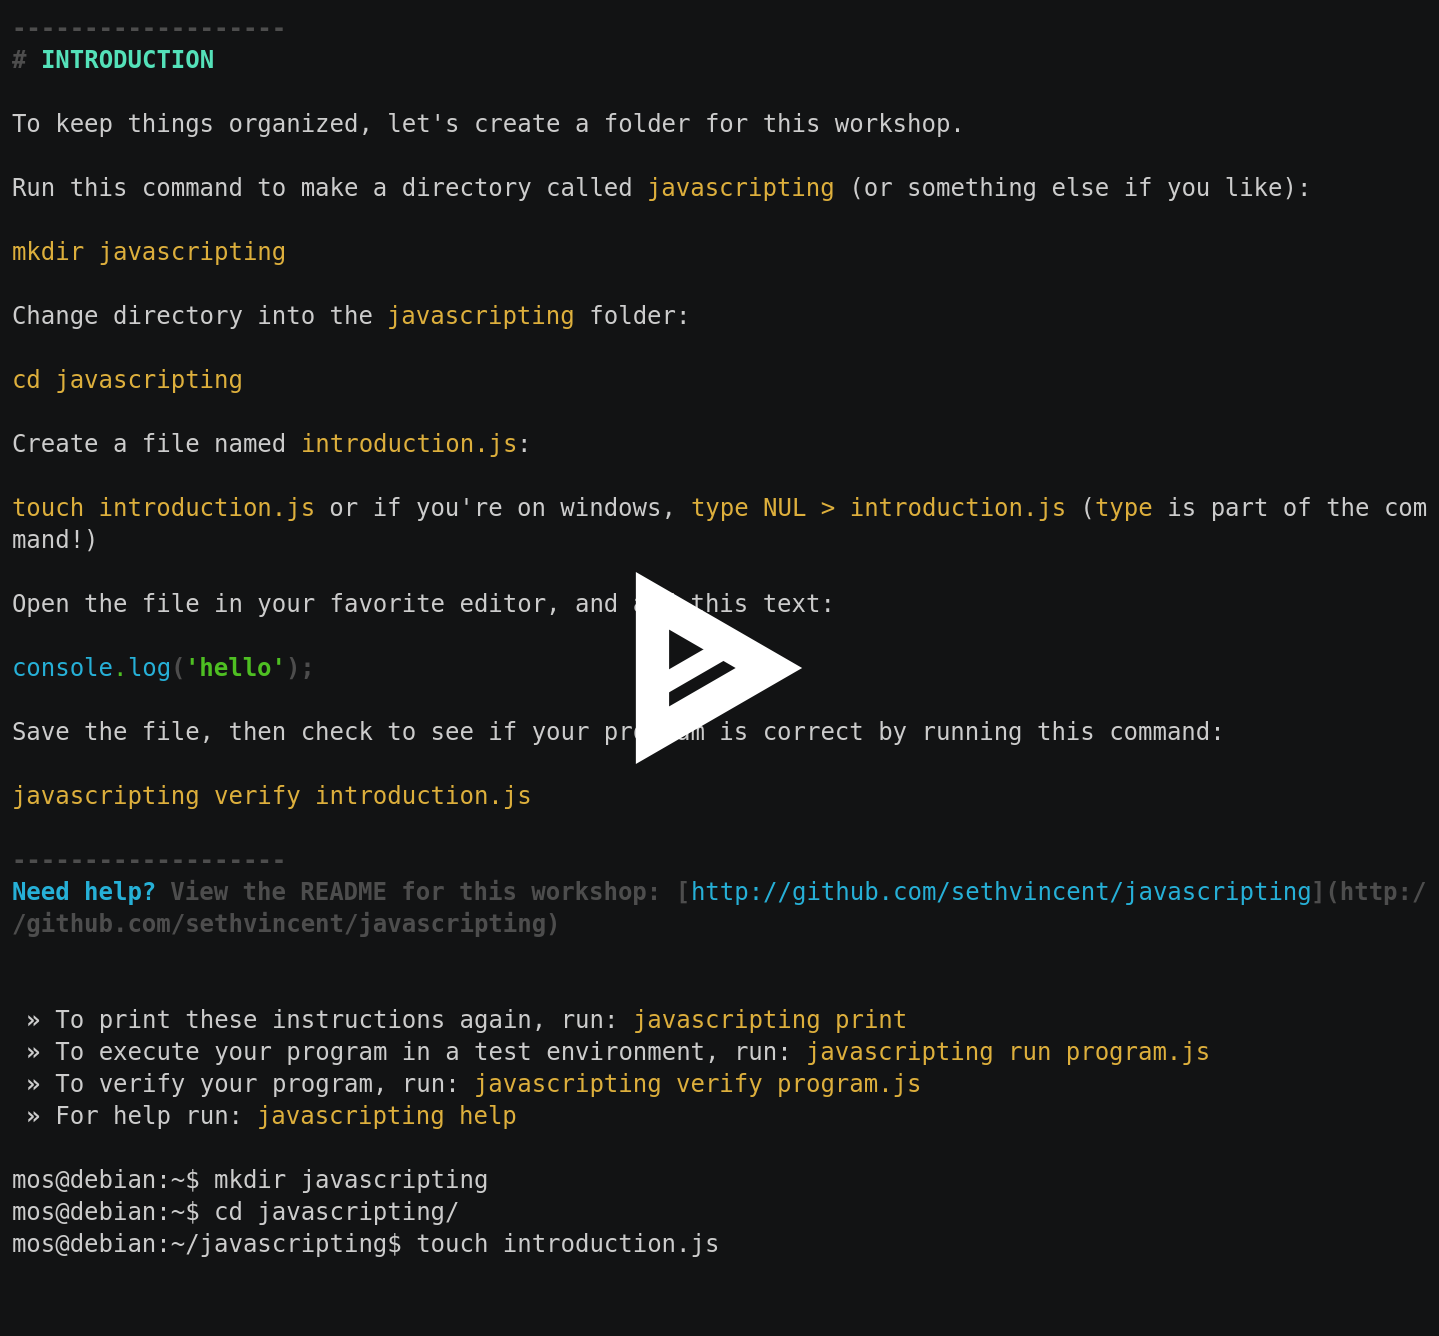 -------------------
# INTRODUCTION
To keep things organized, let's create a folder for this workshop.
Run this command to make a directory called javascripting (or something else if you like):
mkdir javascripting
Change directory into the javascripting folder:
cd javascripting
Create a file named introduction.js:
touch introduction.js or if you're on windows, type NUL > introduction.js (type is part of the com
mand!)
Open the file in your favorite editor, and this text:
console.log('hello');
Save the file, then check to see if your program is correct by running this command:
javascripting verify introduction.js
-------------------
Need help? View the README for this workshop: [http://github.com/sethvincent/javascripting](http:/
/github.com/sethvincent/javascripting)
» To print these instructions again, run: javascripting print
» To execute your program in a test environment, run: javascripting run program.js
» To verify your program, run: javascripting verify program.js
» For help run: javascripting help
mos@debian:~$ mkdir javascripting
mos@debian:~$ cd javascripting/
mos@debian:~/javascripting$ touch introduction.js